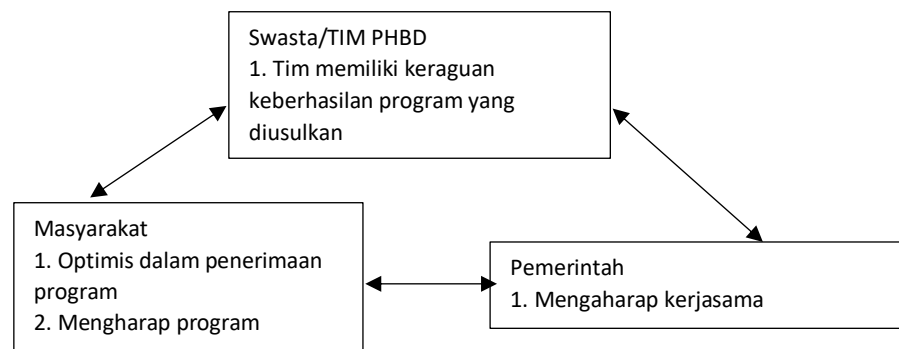 Swasta/TIM PHBD
1. Tim memiliki keraguan
keberhasilan program yang
diusulkan
Masyarakat
1. Optimis dalam penerimaan
program
2. Mengharap program
Pemerintah
1. Mengaharap kerjasama